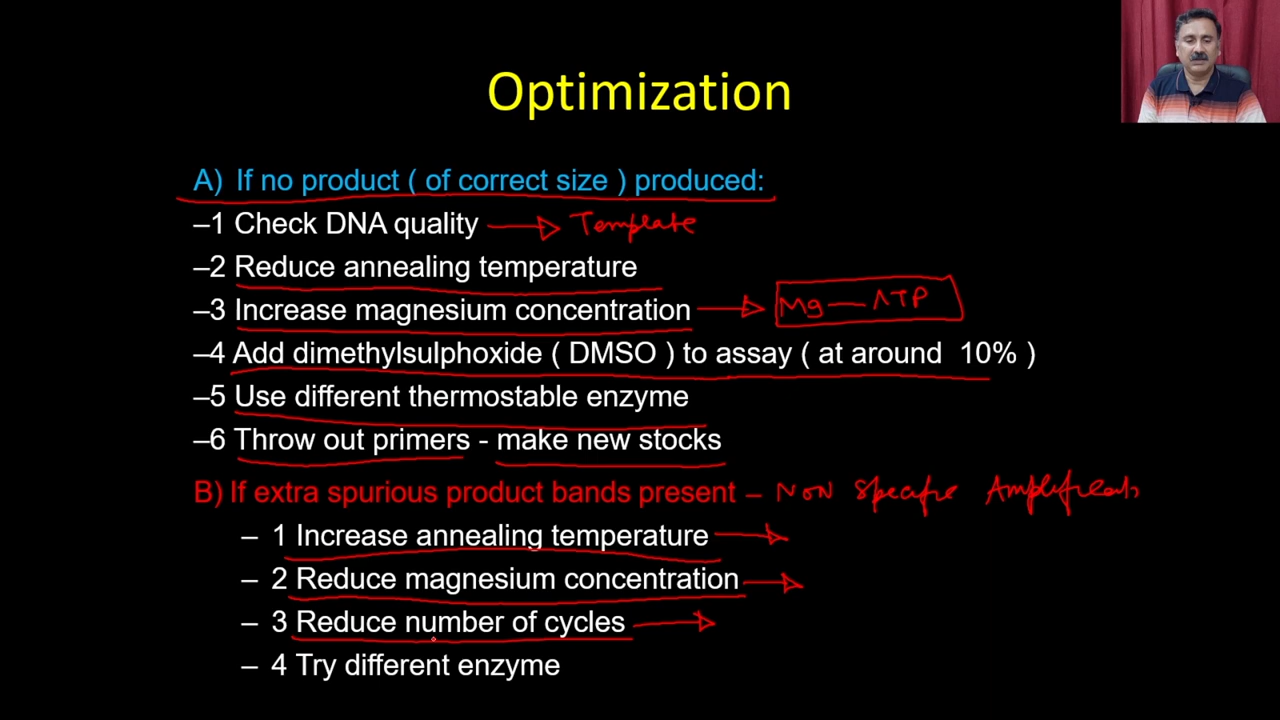 Optimization
A) If no product ( of correct size ) produced:
–1 Check DNA quality Template
–2 Reduce annealing temperature
–3 Increase magnesium concentration Mg — ATP
–4 Add dimethylsulphoxide ( DMSO ) to assay ( at around 10% )
–5 Use different thermostable enzyme
–6 Throw out primers - make new stocks
B) If extra spurious product bands present – Non Specific
– 1 Increase annealing temperature
– 2 Reduce magnesium concentration
– 3 Reduce number of cycles
– 4 Try different enzyme